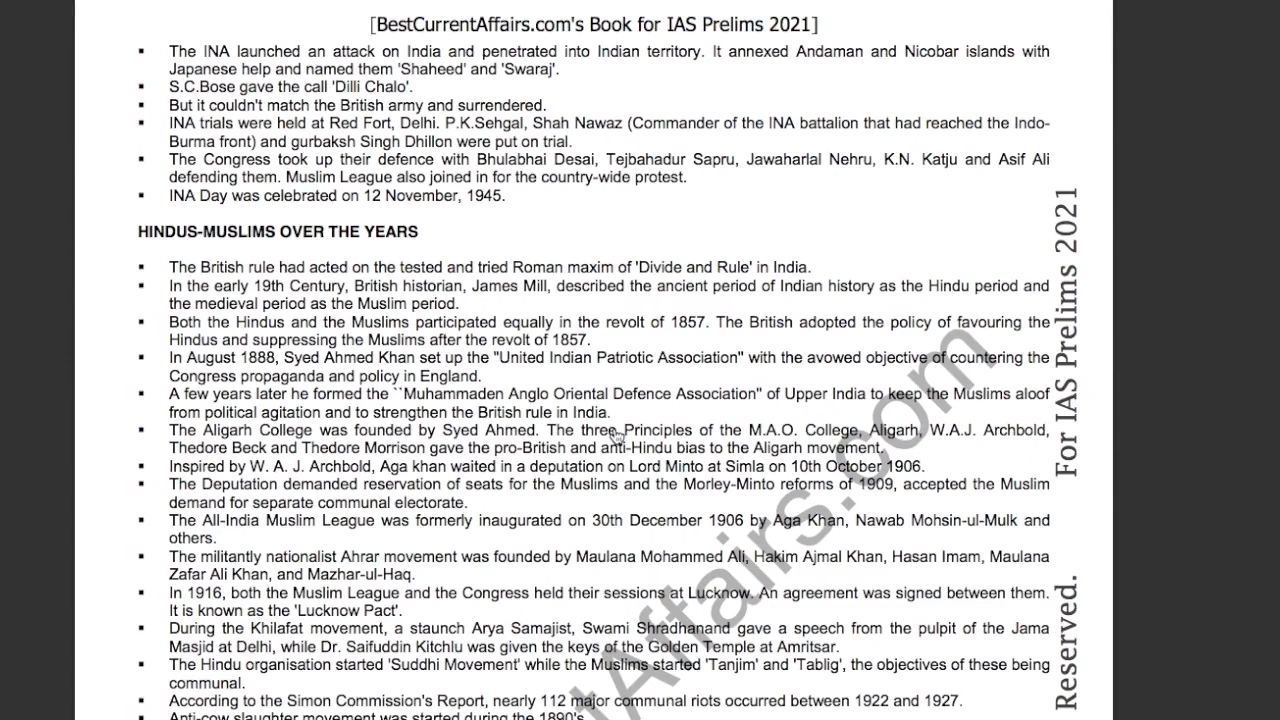 [BestCurrentAffairs.com's Book for IAS Prelims 2021]
▪ The INA launched an attack on India and penetrated into Indian territory. It annexed Andaman and Nicobar islands with
Japanese help and named them 'Shaheed' and 'Swaraj'.
▪ S.C.Bose gave the call 'Dilli Chalo'.
▪ But it couldn't match the British army and surrendered.
▪ INA trials were held at Red Fort, Delhi. P.K.Sehgal, Shah Nawaz (Commander of the INA battalion that had reached the Indo-
Burma front) and gurbaksh Singh Dhillon were put on trial.
▪ The Congress took up their defence with Bhulabhai Desai, Tejbahadur Sapru, Jawaharlal Nehru, K.N. Katju and Asif Ali
defending them. Muslim League also joined in for the country-wide protest.
▪ INA Day was celebrated on 12 November, 1945.
HINDUS-MUSLIMS OVER THE YEARS
▪ The British rule had acted on the tested and tried Roman maxim of 'Divide and Rule' in India.
▪ In the early 19th Century, British historian, James Mill, described the ancient period of Indian history as the Hindu period and
the medieval period as the Muslim period.
▪ Both the Hindus and the Muslims participated equally in the revolt of 1857. The British adopted the policy of favouring the
Hindus and suppressing the Muslims after the revolt of 1857.
▪ In August 1888, Syed Ahmed Khan set up the "United Indian Patriotic Association" with the avowed objective of countering the
Congress propaganda and policy in England.
▪ A few years later he formed the ``Muhammaden Anglo Oriental Defence Association" of Upper India to keep the Muslims aloof
from political agitation and to strengthen the British rule in India.
▪ The Aligarh College was founded by Syed Ahmed. The three Principles of the M.A.O. College, Aligarh, W.A.J. Archbold,
Thedore Beck and Thedore Morrison gave the pro-British and anti-Hindu bias to the Aligarh movement.
▪ Inspired by W. A. J. Archbold, Aga khan waited in a deputation on Lord Minto at Simla on 10th October 1906.
▪ The Deputation demanded raservation of seats for the Muslims and the Morley-Minto reforms of 1909, accepted the Muslim
demand for separate communal electorate.
▪ The All-India Muslim League was formerly inaugurated on 30th December 1906 by Aga Khan, Nawab Mohsin-ul-Mulk and
others.
▪ The militantly nationalist Ahrar movement was founded by Maulana Mohammed Ali, Hakim Ajmal Khan, Hasan Imam, Maulana
Zafar Ali Khan, and Mazhar-ul-Haq.
▪ In 1916, both the Muslim League and the Congress held their sessions at Lucknow. An agreement was signed between them.
It is known as the 'Lucknow Pact'.
▪ During the Khilafat movement, a staunch Arya Samajist, Swami Shradhanand gave a speech from the pulpit of the Jama
Masjid at Delhi, while Dr. Saifuddin Kitchlu was given the keys of the Golden Temple at Amritsar.
▪ The Hindu organisation started 'Suddhi Movement' while the Muslims started 'Tanjim' and 'Tablig', the objectives of these being
communal.
▪ According to the Simon Commission's Report, nearly 112 major communal riots occurred between 1922 and 1927.
▪ Anti-cow slaughter movement was started during the 1890's
tAffairs.com
Reserved. For IAS Prelims 2021